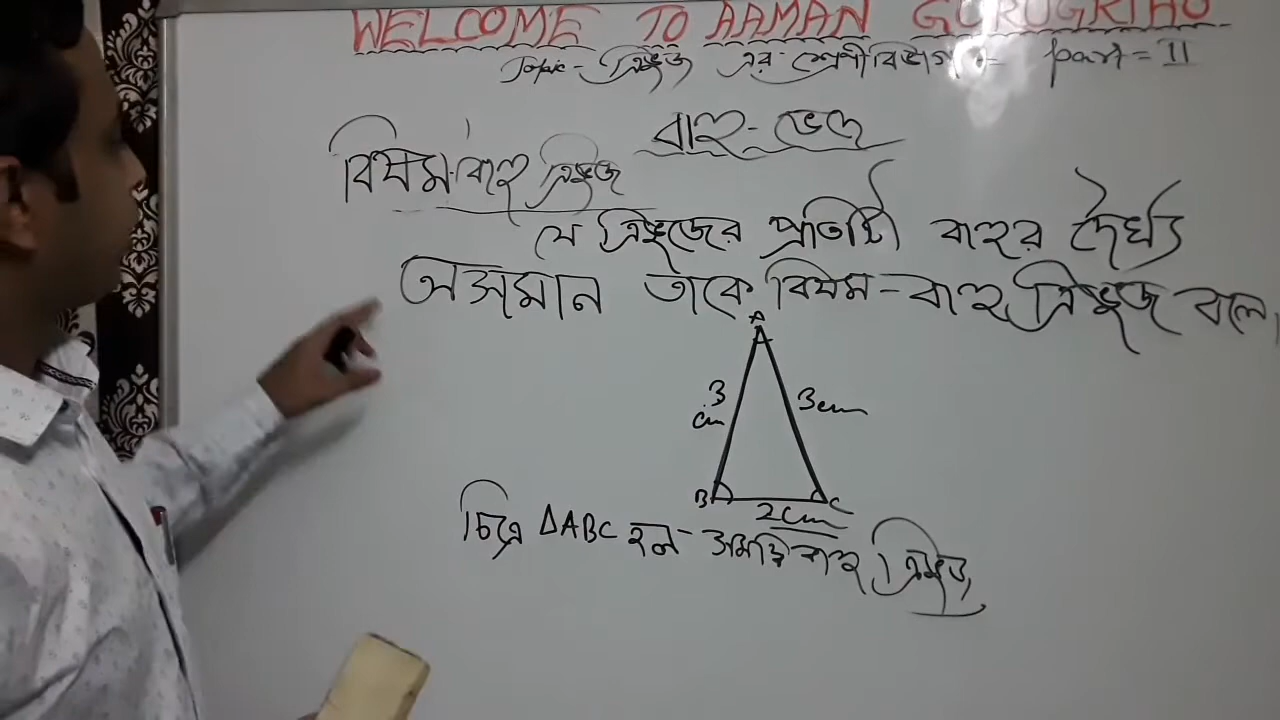 WELCOME TO AAMAN GURUGRIHO
Topic - ত্রিভুজ এর শ্রেণীবিভাগ :- part = II
বাহু-ভেদে
বিষম-বাহু ত্রিভুজ
যে ত্রিভুজের প্রতিটি বাহুর দৈর্ঘ্য
অসমান তাকে বিষম-বাহু ত্রিভুজ বলে।
A
3 cm
3cm
B
C
2cm
চিত্রে ΔABC হল- সমদ্বিবাহু ত্রিভুজ,